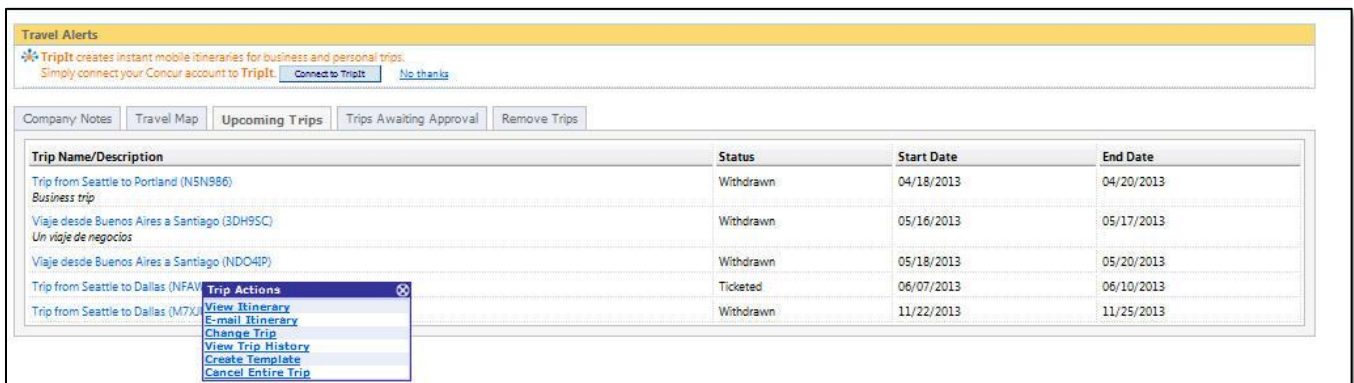 Travel Alerts
TripIt creates instant mobile itineraries for business and personal trips.
Simply connect your Concur account to TripIt. Connect to TripIt No thanks
Company Notes Travel Map Upcoming Trips Trips Awaiting Approval Remove Trips
Trip Name/Description Status Start Date End Date
Trip from Seattle to Portland (N5N986) Withdrawn 04/18/2013 04/20/2013
Business trip
Viaje desde Buenos Aires a Santiago (3DH9SC) Withdrawn 05/16/2013 05/17/2013
Un viaje de negocios
Viaje desde Buenos Aires a Santiago (NDO4IP) Withdrawn 05/18/2013 05/20/2013
Trip from Seattle to Dallas (NFAW Ticketed 06/07/2013 06/10/2013
Trip from Seattle to Dallas (M7XJ Withdrawn 11/22/2013 11/25/2013
Trip Actions
View Itinerary
E-mail Itinerary
Change Trip
View Trip History
Create Template
Cancel Entire Trip